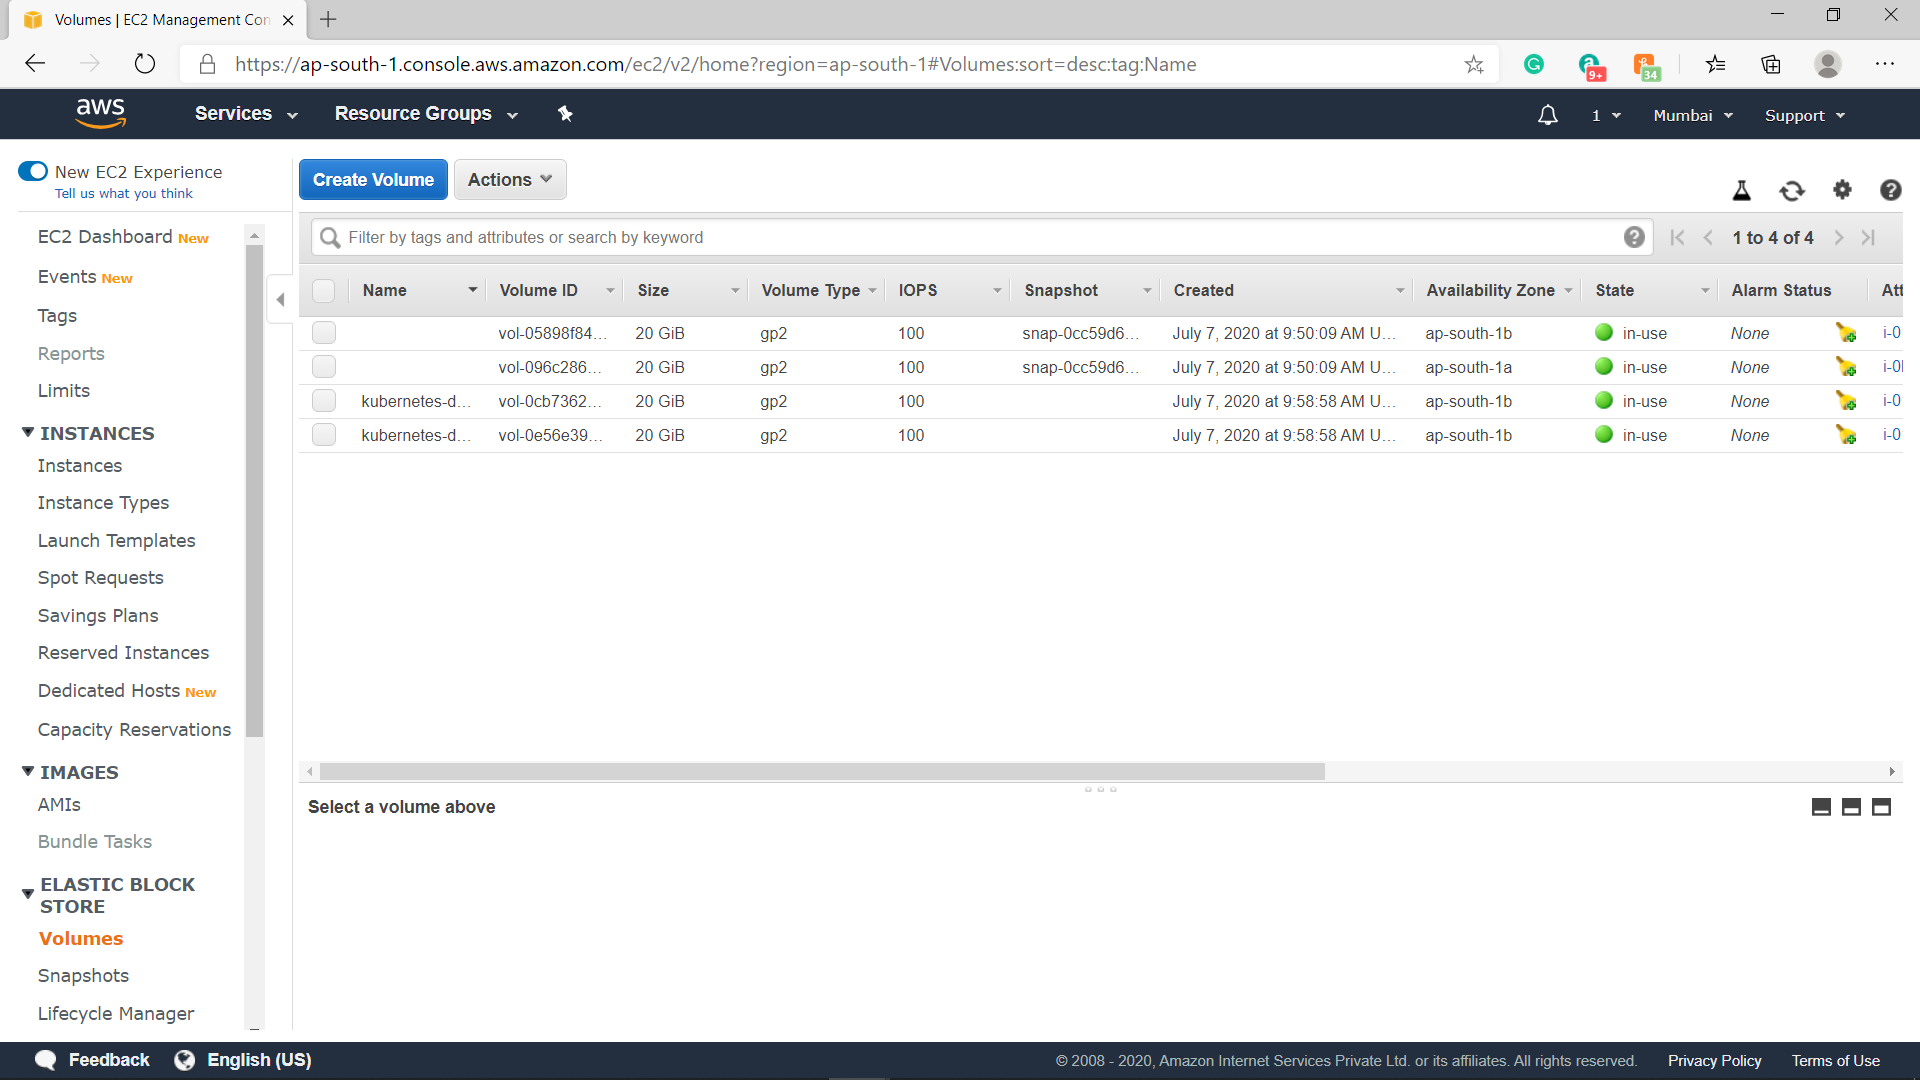 Volumes | EC2 Management Con
https://ap-south-1.console.aws.amazon.com/ec2/v2/home?region=ap-south-1#Volumes:sort=desc:tag:Name
9+
34
aws
Services
Resource Groups
1
Mumbai
Support
New EC2 Experience
Tell us what you think
EC2 Dashboard New
Events New
Tags
Reports
Limits
INSTANCES
Instances
Instance Types
Launch Templates
Spot Requests
Savings Plans
Reserved Instances
Dedicated Hosts New
Capacity Reservations
IMAGES
AMIs
Bundle Tasks
ELASTIC BLOCK
STORE
Volumes
Snapshots
Lifecycle Manager
Create Volume
Actions
Filter by tags and attributes or search by keyword
1 to 4 of 4
Name Volume ID Size Volume Type IOPS Snapshot Created Availability Zone State Alarm Status Att
vol-05898f84... 20 GiB gp2 100 snap-0cc59d6... July 7, 2020 at 9:50:09 AM U... ap-south-1b in-use None i-0
vol-096c286... 20 GiB gp2 100 snap-0cc59d6... July 7, 2020 at 9:50:09 AM U... ap-south-1a in-use None i-0
kubernetes-d... vol-0cb7362... 20 GiB gp2 100 July 7, 2020 at 9:58:58 AM U... ap-south-1b in-use None i-0
kubernetes-d... vol-0e56e39... 20 GiB gp2 100 July 7, 2020 at 9:58:58 AM U... ap-south-1b in-use None i-0
Select a volume above
Feedback
English (US)
© 2008 - 2020, Amazon Internet Services Private Ltd. or its affiliates. All rights reserved.
Privacy Policy
Terms of Use